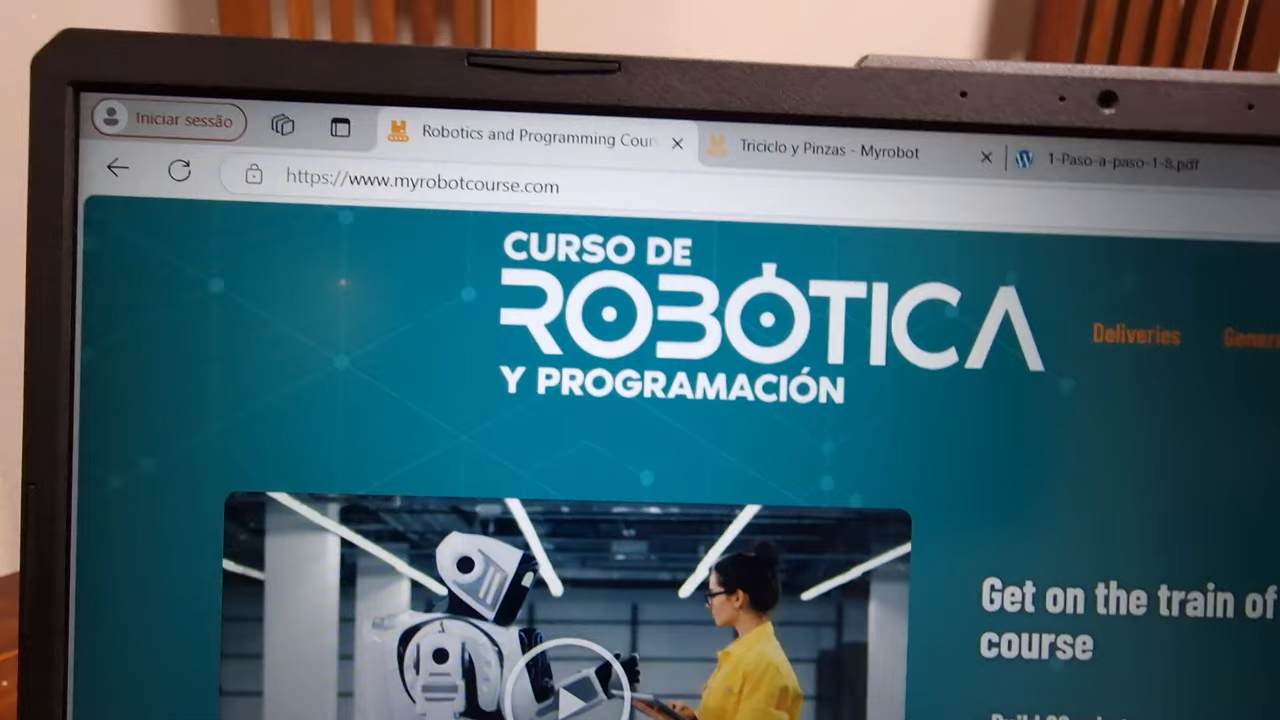 Iniciar sessão
Robotics and Programming Cour
Triciclo y Pinzas - Myrobot
1-Paso-a-paso-1-8.pdf
https://www.myrobotcourse.com
CURSO DE
ROBÓTICA
Y PROGRAMACIÓN
Deliveries
Get on the train of
course